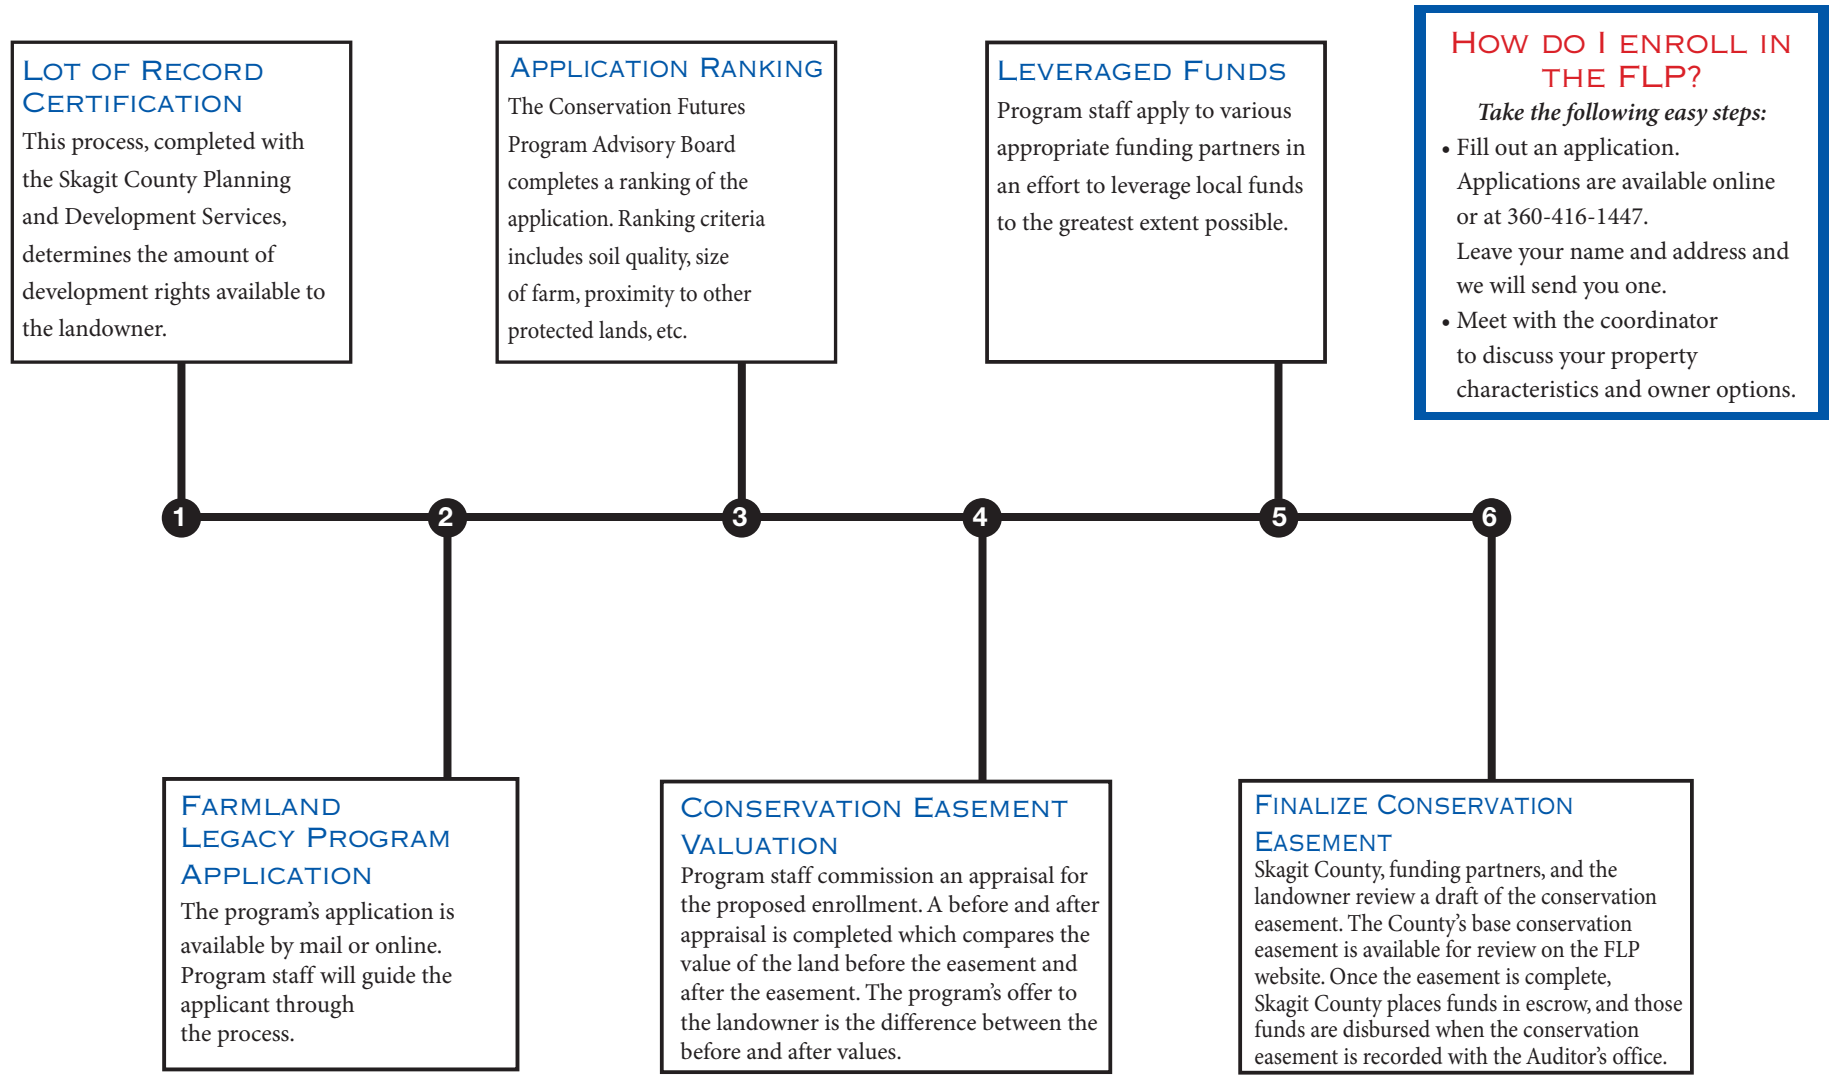 LOT OF RECORD
CERTIFICATION
This process, completed with
the Skagit County Planning
and Development Services,
determines the amount of
development rights available to
the landowner.
APPLICATION RANKING
The Conservation Futures
Program Advisory Board
completes a ranking of the
application. Ranking criteria
includes soil quality, size
of farm, proximity to other
protected lands, etc.
LEVERAGED FUNDS
Program staff apply to various
appropriate funding partners in
an effort to leverage local funds
to the greatest extent possible.
HOW DO I ENROLL IN
THE FLP?
Take the following easy steps:
• Fill out an application.
Applications are available online
or at 360-416-1447.
Leave your name and address and
we will send you one.
• Meet with the coordinator
to discuss your property
characteristics and owner options.
1
2
3
4
5
6
FARMLAND
LEGACY PROGRAM
APPLICATION
The program's application is
available by mail or online.
Program staff will guide the
applicant through
the process.
CONSERVATION EASEMENT
VALUATION
Program staff commission an appraisal for
the proposed enrollment. A before and after
appraisal is completed which compares the
value of the land before the easement and
after the easement. The program's offer to
the landowner is the difference between the
before and after values.
FINALIZE CONSERVATION
EASEMENT
Skagit County, funding partners, and the
landowner review a draft of the conservation
easement. The County's base conservation
easement is available for review on the FLP
website. Once the easement is complete,
Skagit County places funds in escrow, and those
funds are disbursed when the conservation
easement is recorded with the Auditor's office.